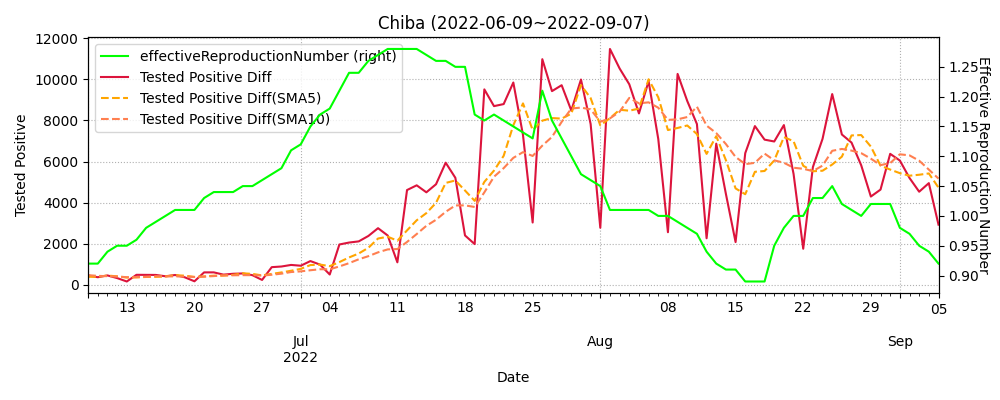 Chiba (2022-06-09~2022-09-07)
effectiveReproductionNumber (right)
Tested Positive Diff
Tested Positive Diff(SMA5)
Tested Positive Diff(SMA10)
Tested Positive
12000
10000
8000
6000
4000
2000
0
1.25
1.20
1.15
1.10
1.05
1.00
0.95
0.90
Effective Reproduction Number
13 20 27 04 11 18 25 08 15 22 29 05
Jul Aug Sep
2022
Date